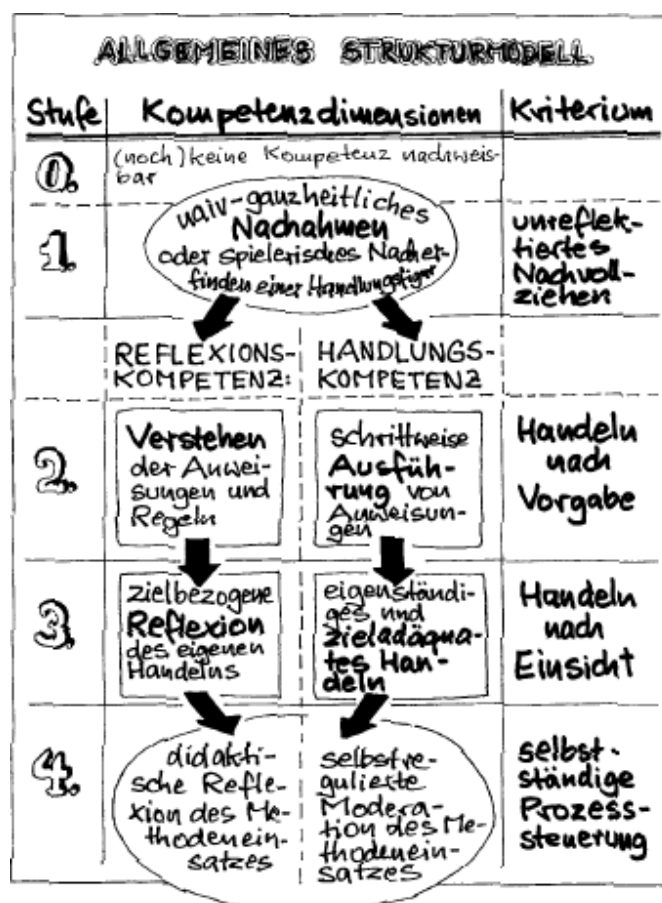 ALLGEMEINES STRUKTURMODELL
Stufe Kompetenzdimensionen Kriterium
0.
(noch) keine Kompetenz nachweis-
bar
1.
naiv-ganzheitliches
Nachahmen
oder spielerisches Nacher-
finden einer Handlungsfigur
unreflek-
tiertes
Nachvoll-
ziehen
REFLEXIONS-
KOMPETENZ:
HANDLUNGS-
KOMPETENZ
2.
Verstehen
der Anwei-
sungen und
Regeln
schrittweise
Ausfüh-
rung von
Anweisun-
gen
Handeln
nach
Vorgabe
3.
zielbezogene
Reflexion
des eigenen
Handelns
eigenständi-
ges und
zieladäqua-
tes Han-
deln
Handeln
nach
Einsicht
4.
didakti-
sche Refle-
xion des Me-
thodenein-
satzes
selbstre-
gulierte
Modera-
tion des Me-
thodenein-
satzes
selbst-
ständige
Prozess-
steuerung